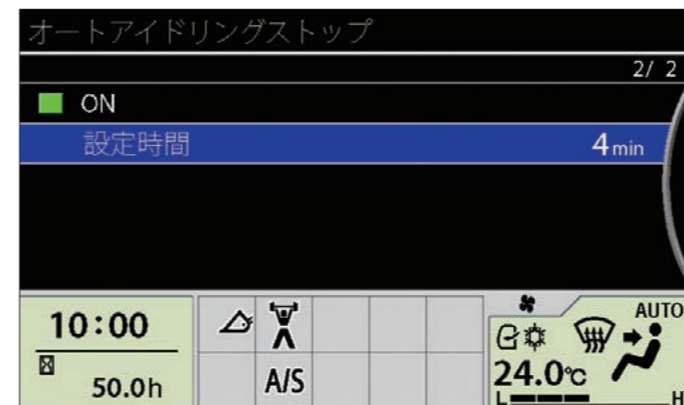 オートアイドリングストップ
2/ 2
ON
設定時間 4min
10:00
50.0h
A/S
AUTO
24.0℃
L H